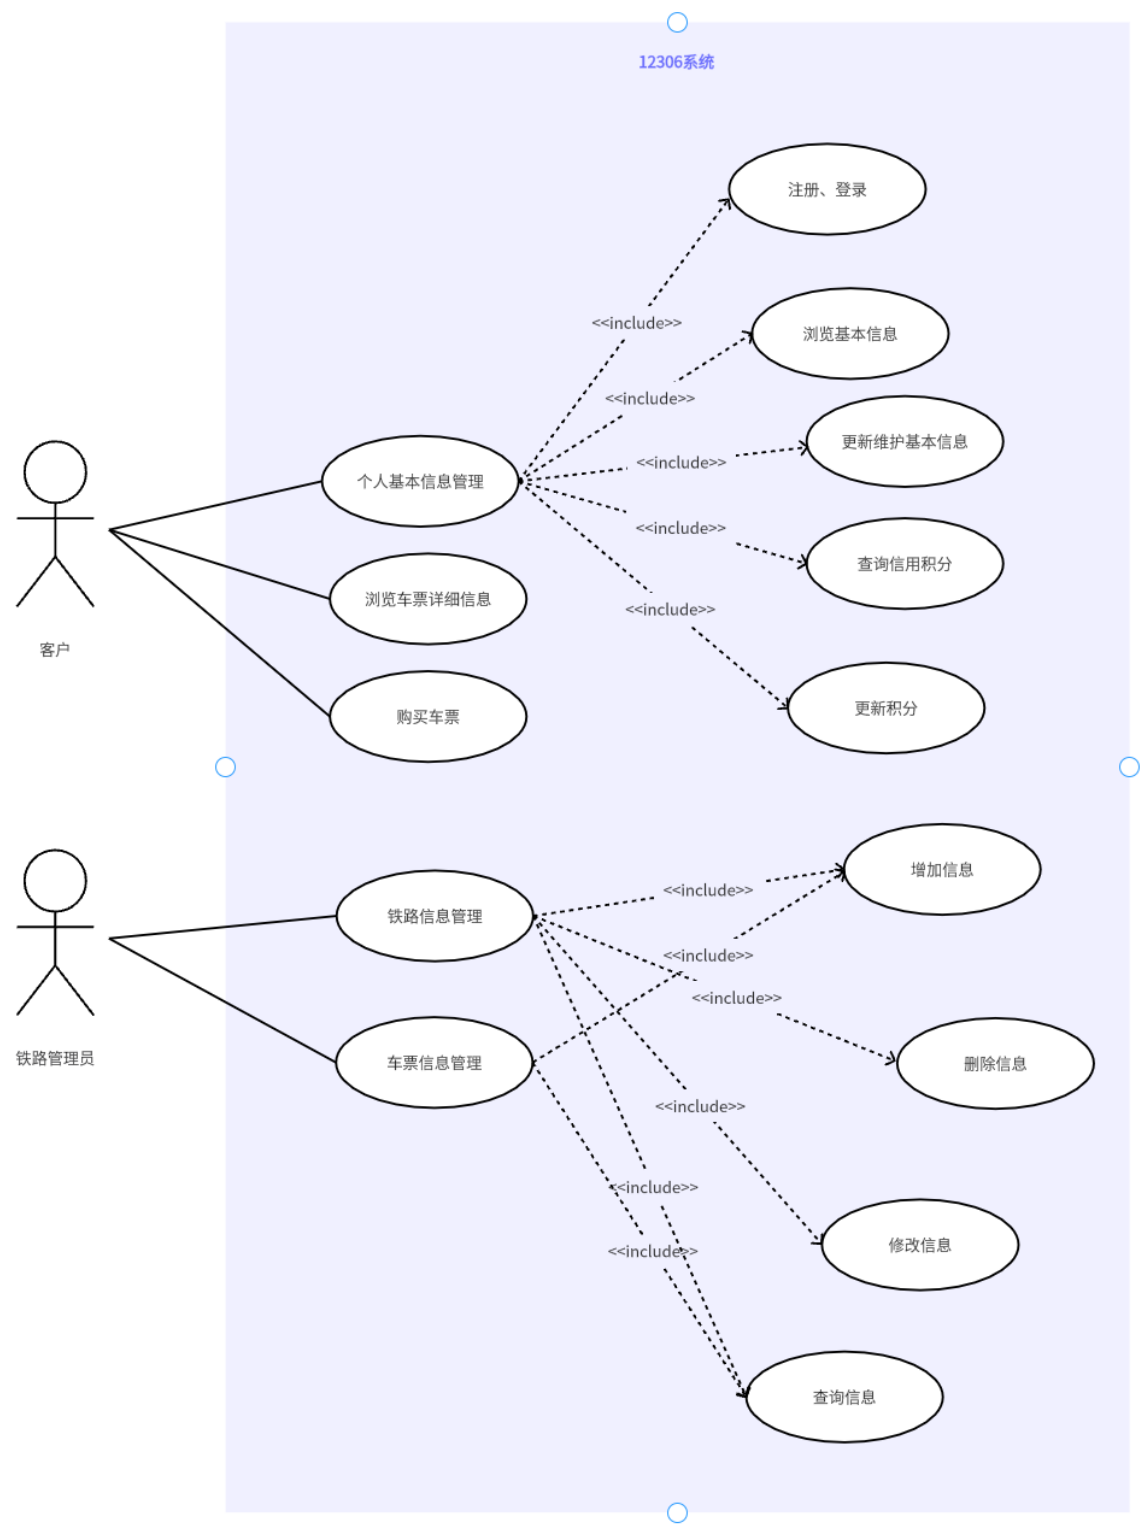 12306系统
注册、登录
<<include>>
浏览基本信息
<<include>>
更新维护基本信息
<<include>>
个人基本信息管理
<<include>>
查询信用积分
浏览车票详细信息
<<include>>
客户
购买车票
更新积分
增加信息
<<include>>
铁路信息管理
<<include>>
<<include>>
铁路管理员
车票信息管理
删除信息
<<include>>
<<include>>
修改信息
<<include>>
查询信息